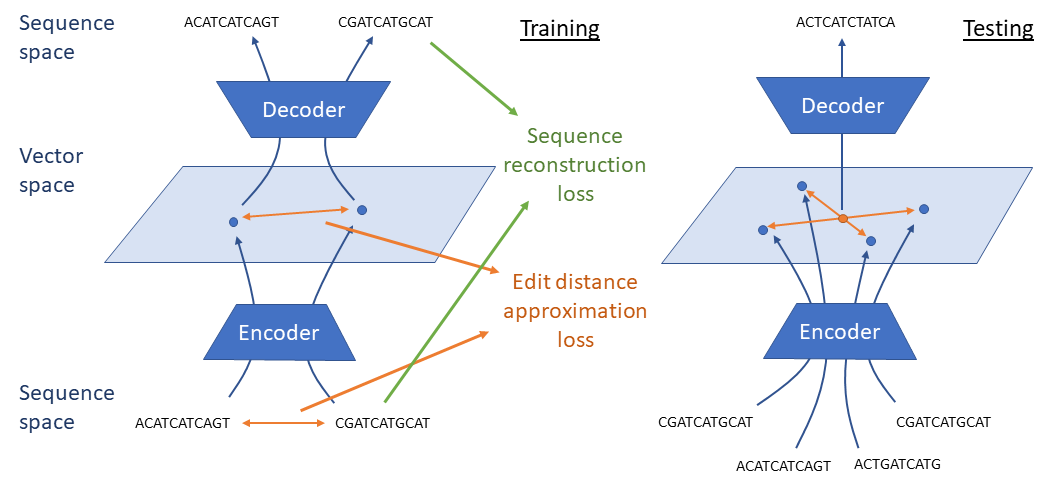 Sequence
space
ACATCATCAGT
CGATCATGCAT
Training
Decoder
Vector
space
Sequence
reconstruction
loss
Edit distance
approximation
loss
Encoder
Sequence
space
ACATCATCAGT
CGATCATGCAT
ACTCATCTATCA
Testing
Decoder
Encoder
CGATCATGCAT
CGATCATGCAT
ACATCATCAGT
ACTGATCATG